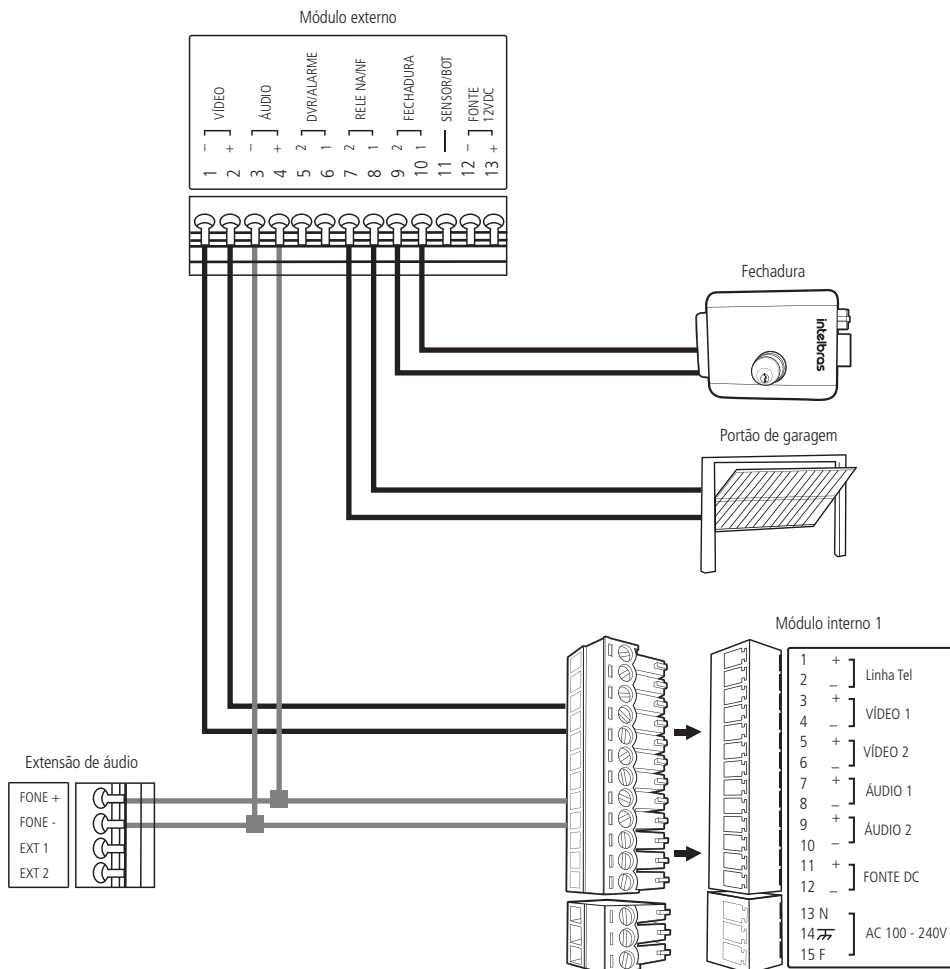 Módulo externo
VÍDEO
ÁUDIO
DVR/ALARME
RELE NA/NF
FECHADURA
SENSOR/BOT
FONTE
12VDC
– + – + 2 1 2 1 2 1 – +
1 2 3 4 5 6 7 8 9 10 11 12 13
Fechadura
intelbras
Portão de garagem
Módulo interno 1
1 +
2 – Linha Tel
3 +
4 – VÍDEO 1
5 +
6 – VÍDEO 2
7 +
8 – ÁUDIO 1
9 +
10 – ÁUDIO 2
11 +
12 – FONTE DC
13 N
14 AC 100 - 240V
15 F
Extensão de áudio
FONE +
FONE -
EXT 1
EXT 2